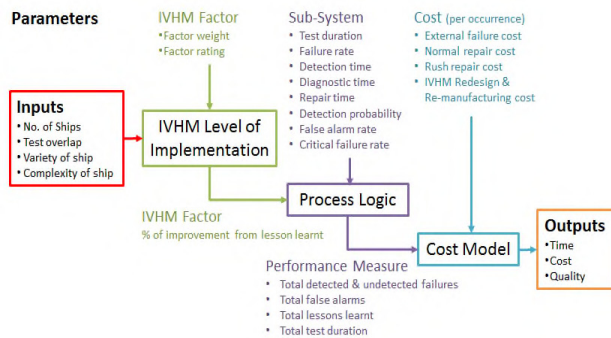 Parameters
IVHM Factor
• Factor weight
• Factor rating
Sub-System
• Test duration
• Failure rate
• Detection time
• Diagnostic time
• Repair time
• Detection probability
• False alarm rate
• Critical failure rate
Cost (per occurrence)
• External failure cost
• Normal repair cost
• Rush repair cost
• IVHM Redesign &
Re-manufacturing cost
Inputs
• No. of Ships
• Test overlap
• Variety of ship
• Complexity of ship
IVHM Level of
Implementation
Process Logic
IVHM Factor
% of improvement from lesson learnt
Cost Model
Outputs
• Time
• Cost
• Quality
Performance Measure
• Total detected & undetected failures
• Total false alarms
• Total lessons learnt
• Total test duration